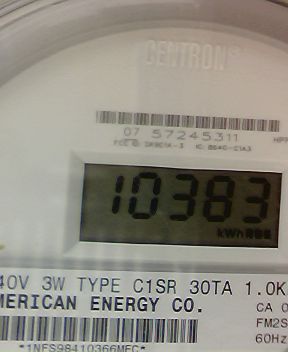 CENTRON®
07 57245311
10383
kWh
40V 3W TYPE C1SR 30TA 1.0K
MERICAN ENERGY CO.
CA 0
FM2S
60Hz
*1NFS98410366MFC*